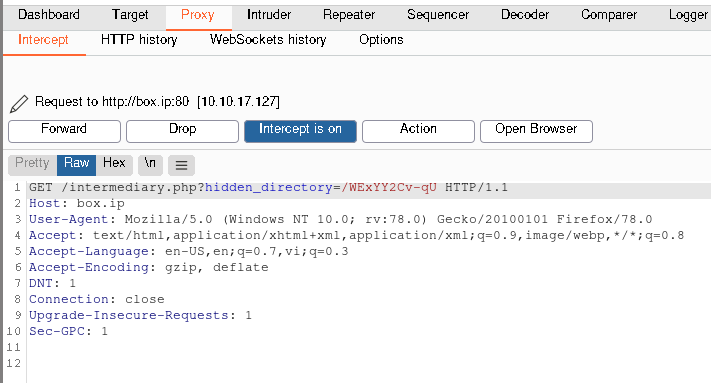 Dashboard Target Proxy Intruder Repeater Sequencer Decoder Comparer Logger
Intercept HTTP history WebSockets history Options
Request to http://box.ip:80 [10.10.17.127]
Forward Drop Intercept is on Action Open Browser
Pretty Raw Hex \n
1 GET /intermediary.php?hidden_directory=/WExYY2Cv-qU HTTP/1.1
2 Host: box.ip
3 User-Agent: Mozilla/5.0 (Windows NT 10.0; rv:78.0) Gecko/20100101 Firefox/78.0
4 Accept: text/html,application/xhtml+xml,application/xml;q=0.9,image/webp,*/*;q=0.8
5 Accept-Language: en-US,en;q=0.7,vi;q=0.3
6 Accept-Encoding: gzip, deflate
7 DNT: 1
8 Connection: close
9 Upgrade-Insecure-Requests: 1
10 Sec-GPC: 1
11
12